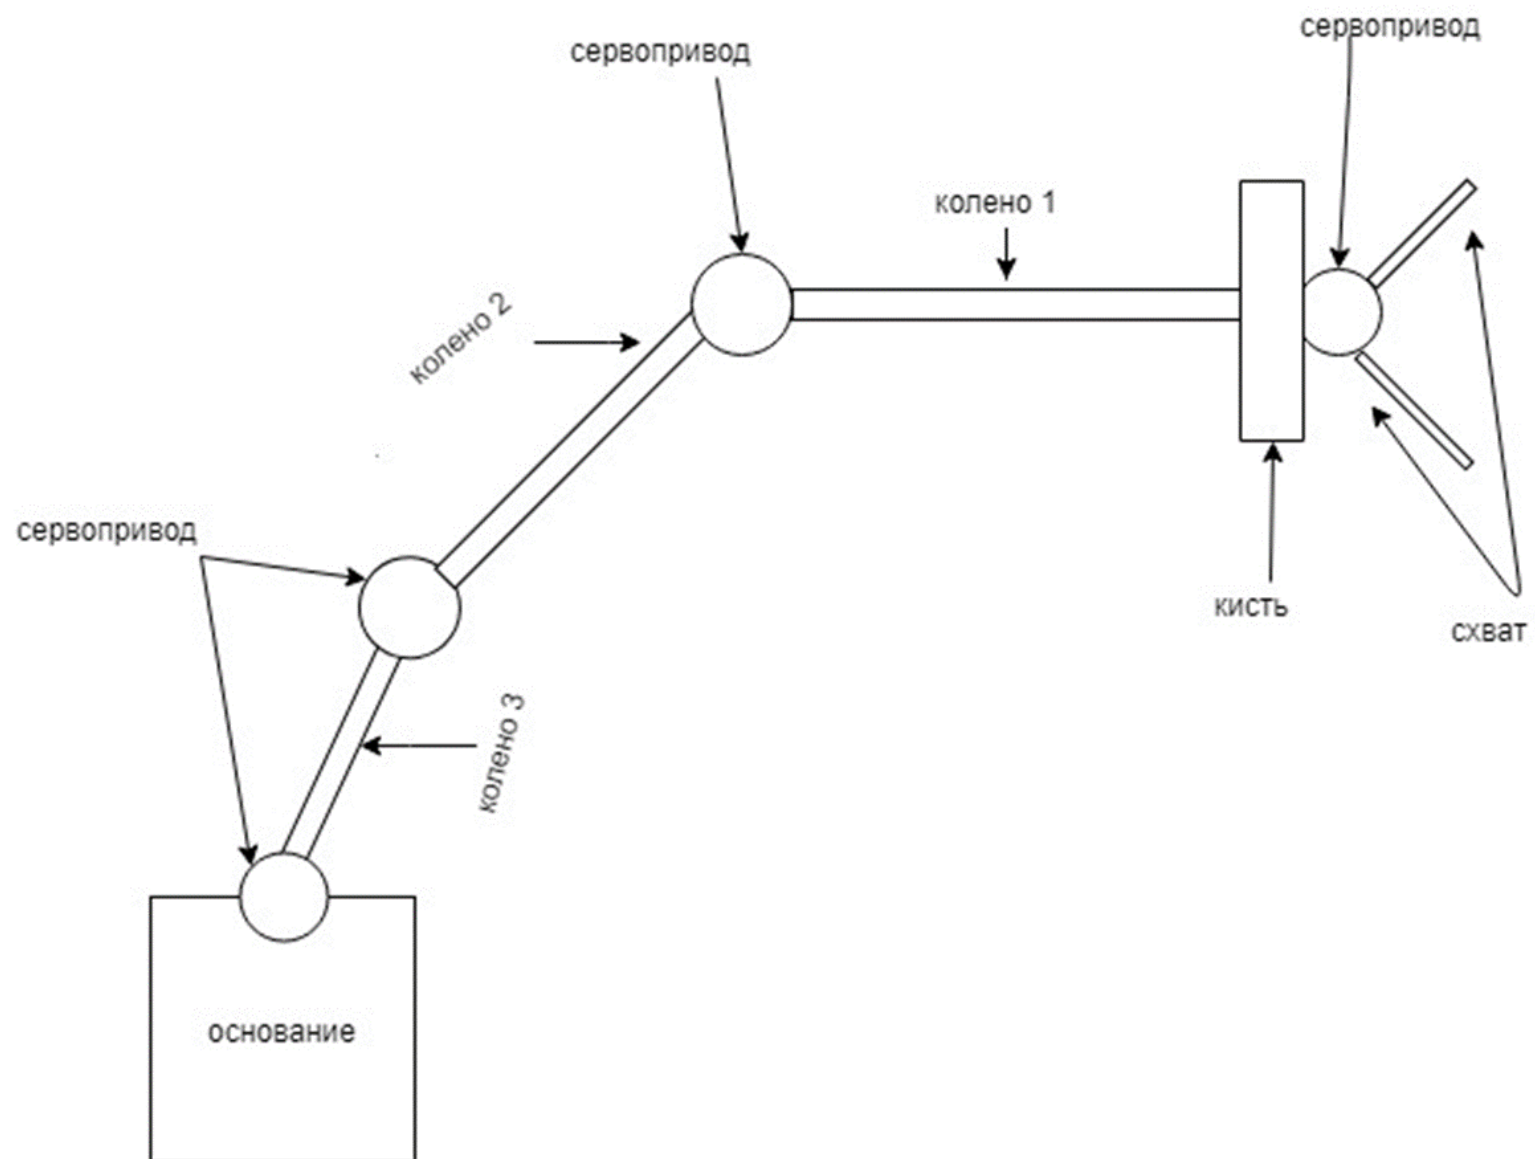 сервопривод
сервопривод
колено 1
колено 2
сервопривод
кисть
схват
колено 3
основание